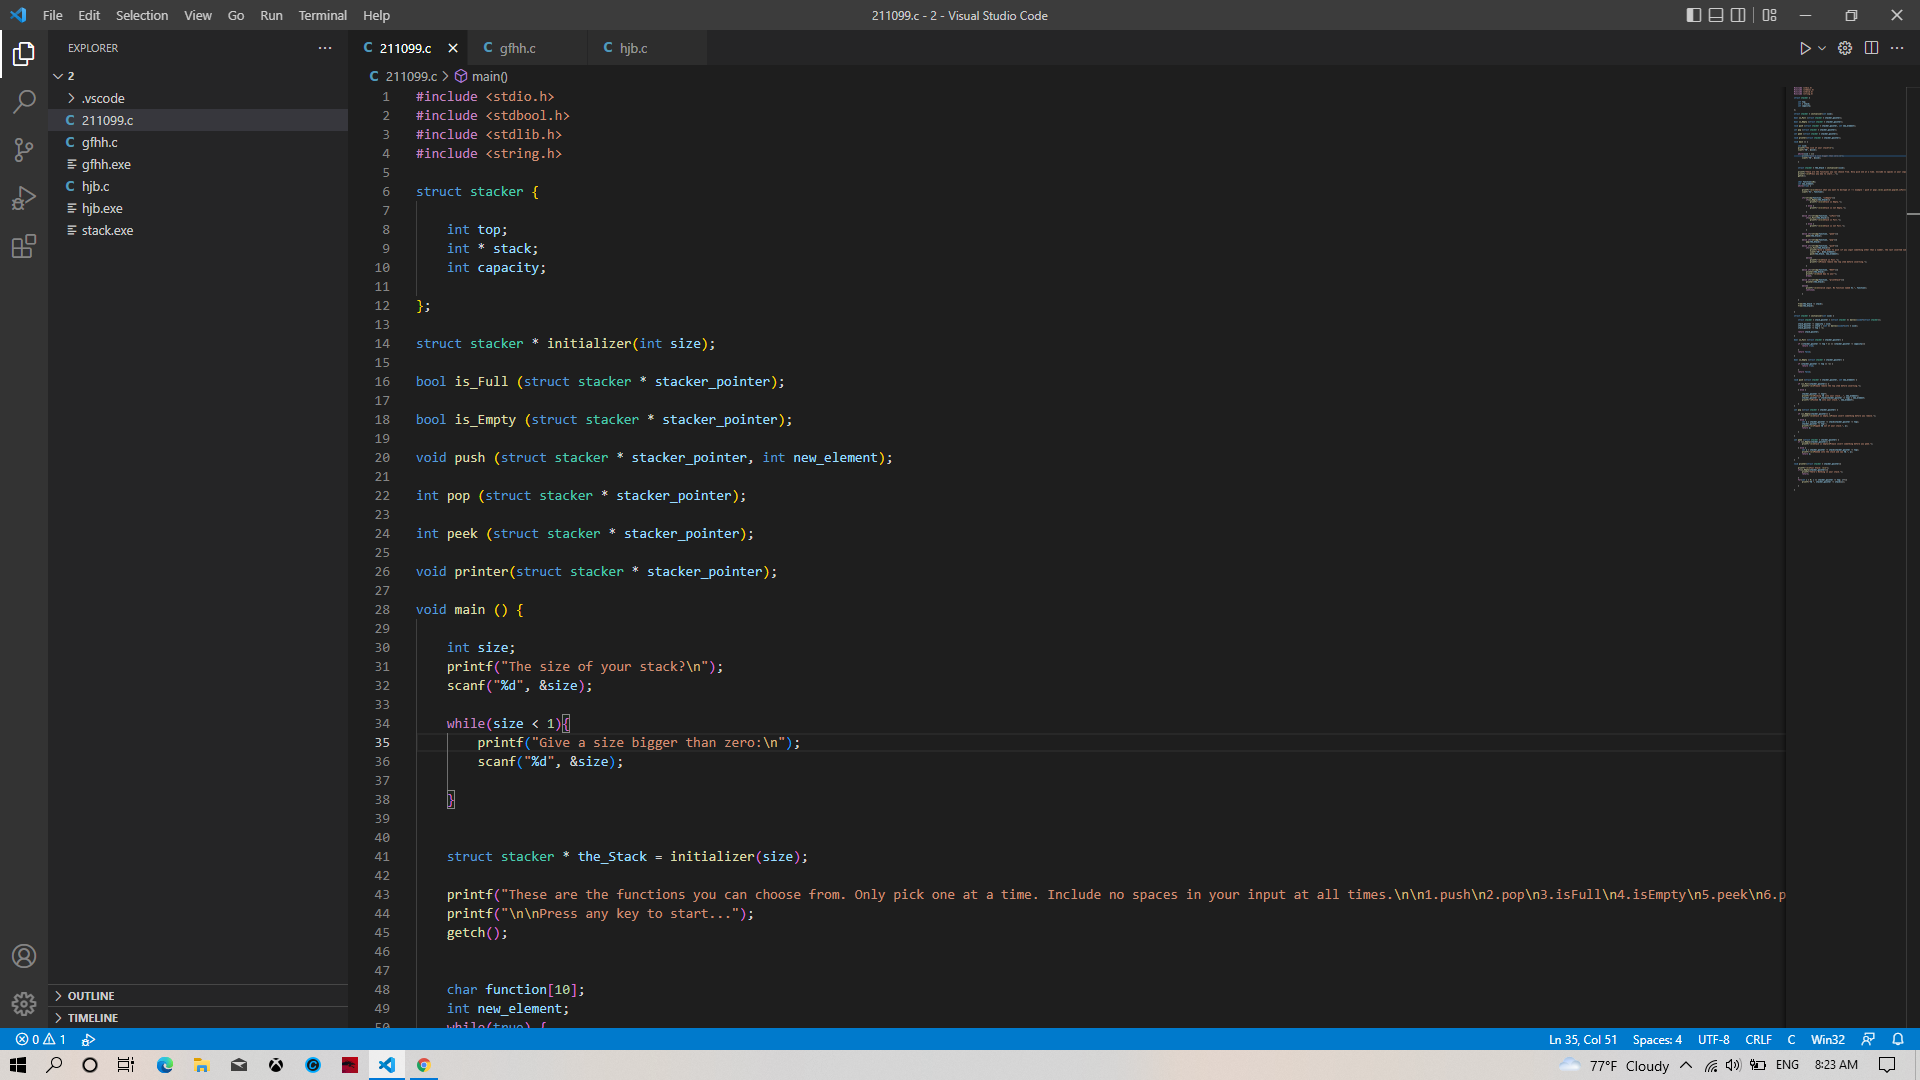 File Edit Selection View Go Run Terminal Help
211099.c - 2 - Visual Studio Code
EXPLORER
2
.vscode
211099.c
gfhh.c
gfhh.exe
hjb.c
hjb.exe
stack.exe
OUTLINE
TIMELINE
211099.c gfhh.c hjb.c
211099.c > main()
1 #include <stdio.h>
2 #include <stdbool.h>
3 #include <stdlib.h>
4 #include <string.h>
5
6 struct stacker {
7
8 int top;
9 int * stack;
10 int capacity;
11
12 };
13
14 struct stacker * initializer(int size);
15
16 bool is_Full (struct stacker * stacker_pointer);
17
18 bool is_Empty (struct stacker * stacker_pointer);
19
20 void push (struct stacker * stacker_pointer, int new_element);
21
22 int pop (struct stacker * stacker_pointer);
23
24 int peek (struct stacker * stacker_pointer);
25
26 void printer(struct stacker * stacker_pointer);
27
28 void main () {
29
30 int size;
31 printf("The size of your stack?\n");
32 scanf("%d", &size);
33
34 while(size < 1){
35 printf("Give a size bigger than zero:\n");
36 scanf("%d", &size);
37
38 }
39
40
41 struct stacker * the_Stack = initializer(size);
42
43 printf("These are the functions you can choose from. Only pick one at a time. Include no spaces in your input at all times.\n\n1.push\n2.pop\n3.isFull\n4.isEmpty\n5.peek\n6.p
44 printf("\n\nPress any key to start...");
45 getch();
46
47
48 char function[10];
49 int new_element;
50 while(true) {
0 1
Ln 35, Col 51 Spaces: 4 UTF-8 CRLF C Win32
77°F Cloudy ENG 8:23 AM